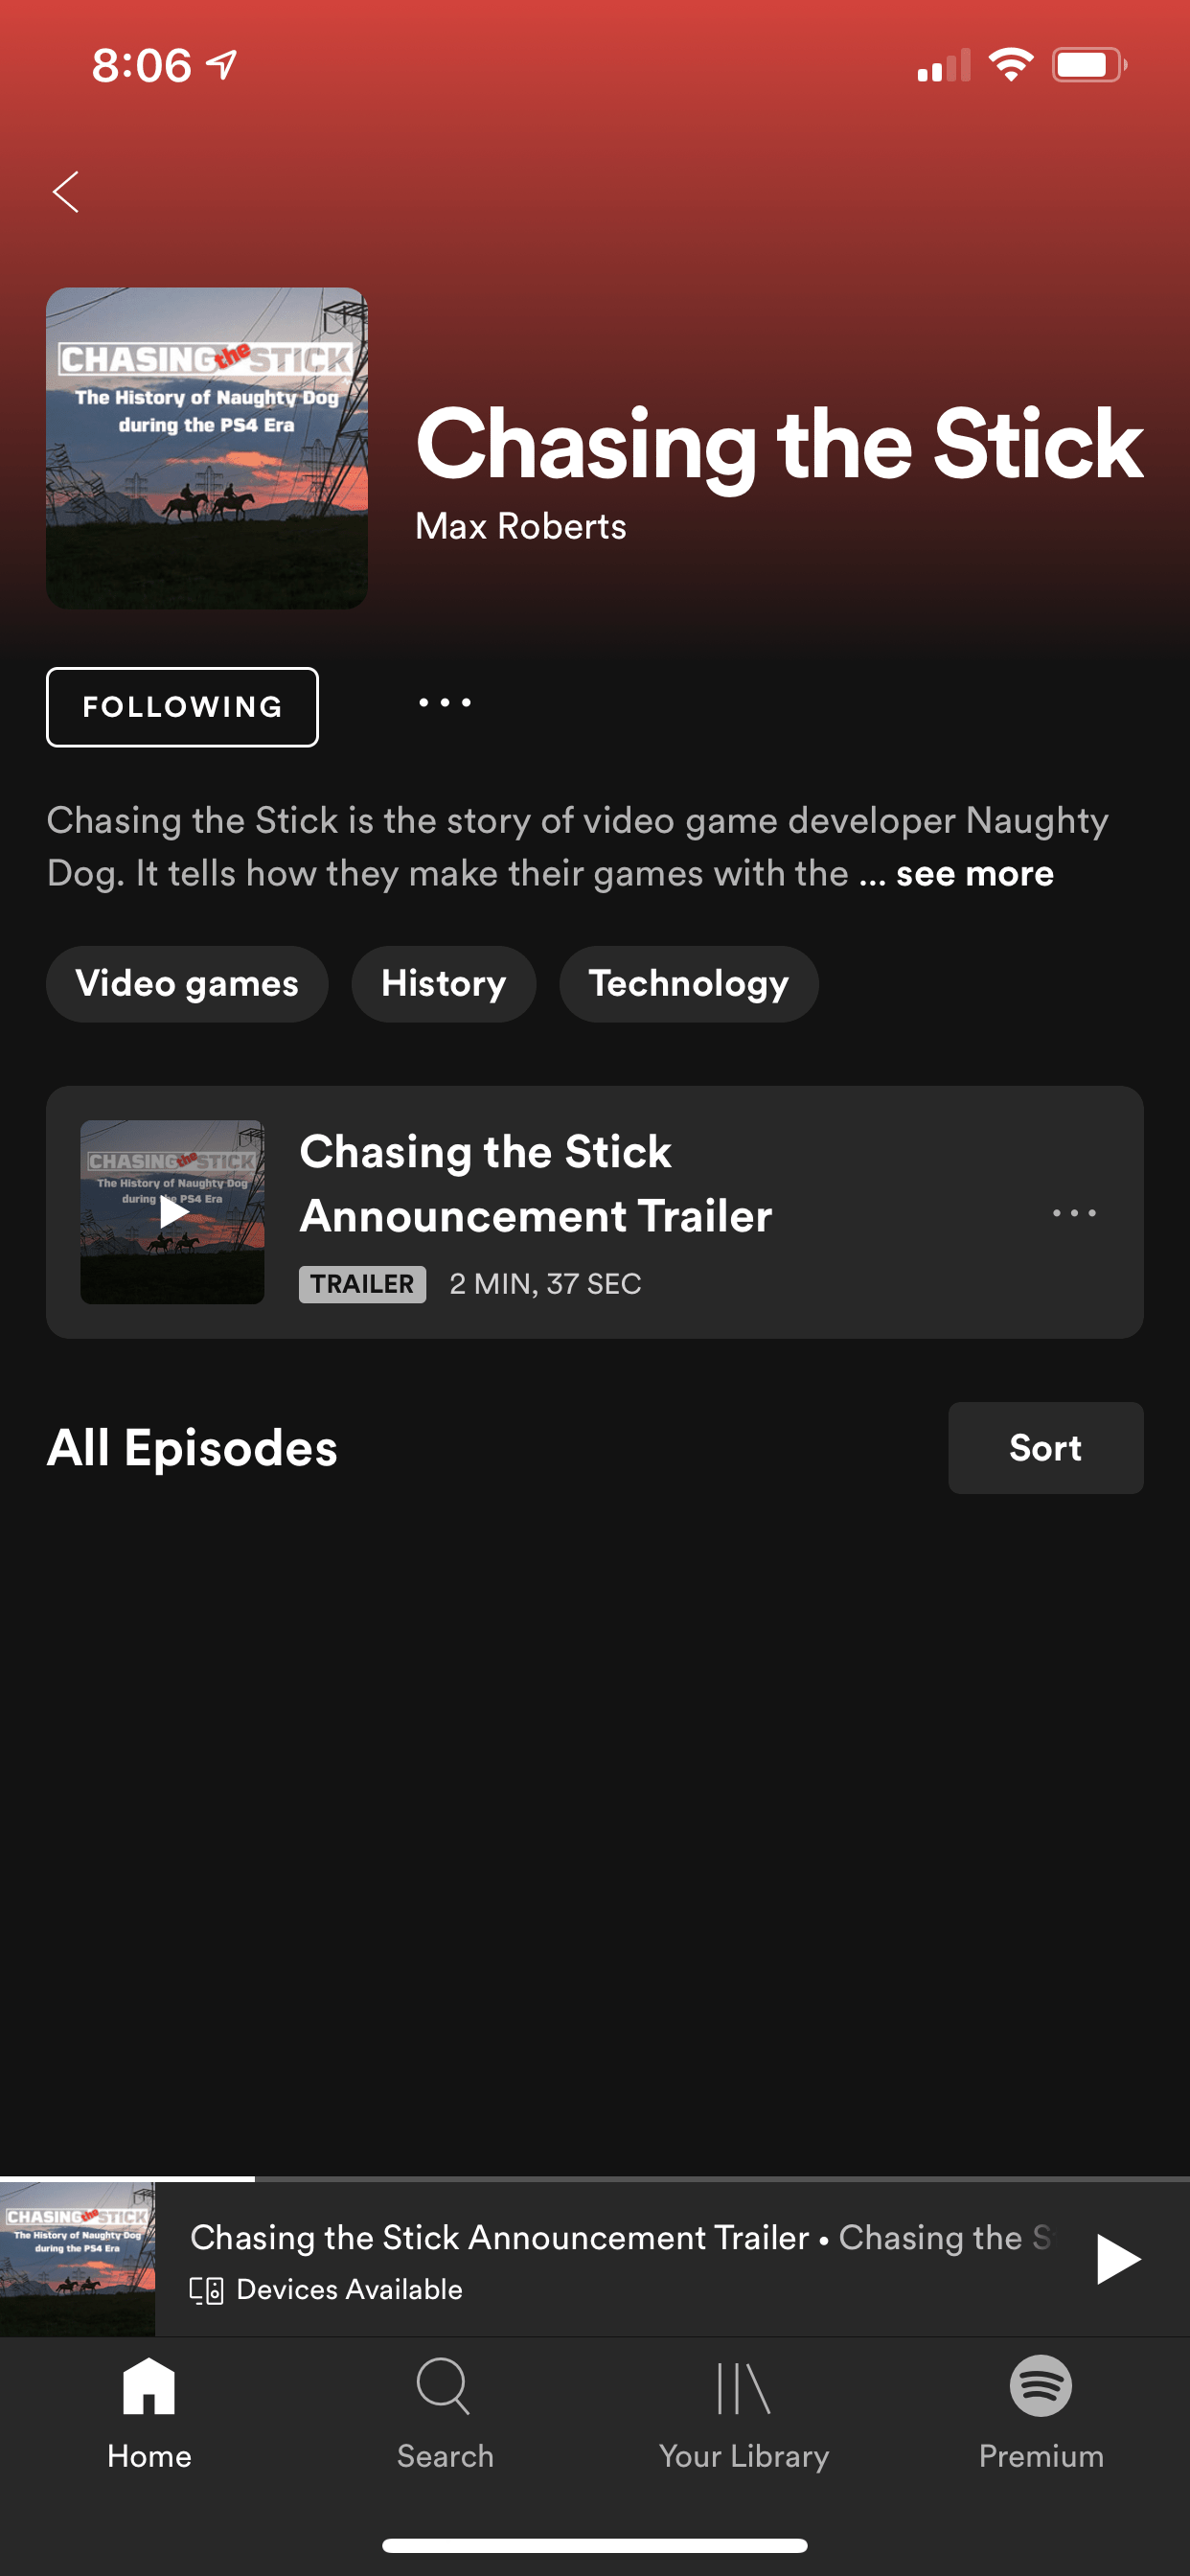 8:06
CHASING the STICK
The History of Naughty Dog
during the PS4 Era
Chasing the Stick
Max Roberts
FOLLOWING
Chasing the Stick is the story of video game developer Naughty
Dog. It tells how they make their games with the ... see more
Video games
History
Technology
CHASING the STICK
The History of Naughty Dog
during the PS4 Era
Chasing the Stick
Announcement Trailer
TRAILER
2 MIN, 37 SEC
All Episodes
Sort
CHASING the STICK
The History of Naughty Dog
during the PS4 Era
Chasing the Stick Announcement Trailer • Chasing the S
Devices Available
Home
Search
Your Library
Premium